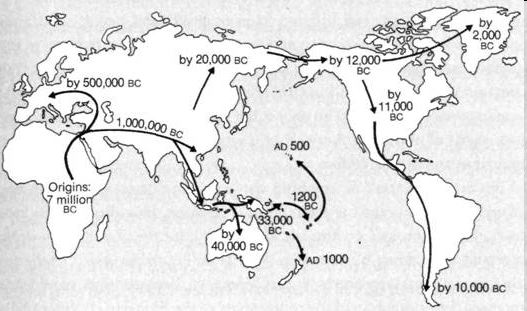 by
2,000
BC
by 20,000 BC
by 12,000
BC
by 500,000 BC
by
11,000
BC
1,000,000 BC
AD 500
Origins:
7 million
BC
1200
BC
33,000
BC
by
40,000 BC
AD 1000
by 10,000 BC